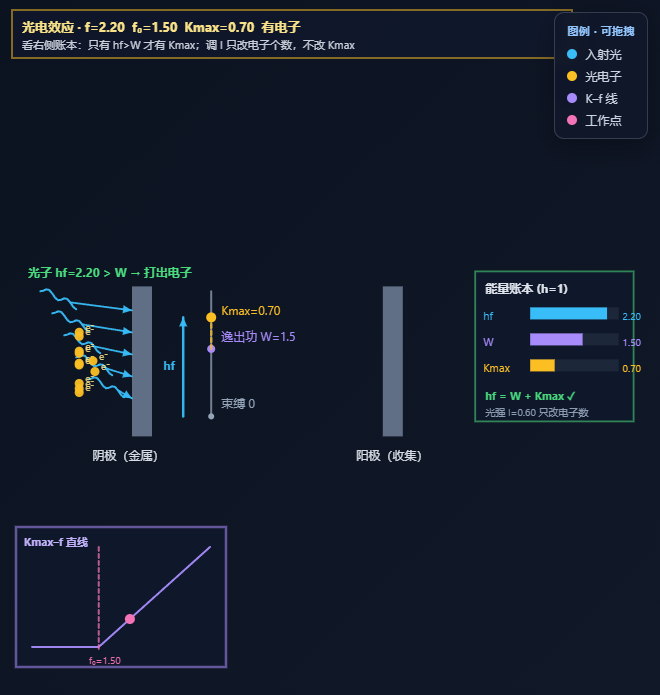 光电效应 · f=2.20 f₀=1.50 Kmax=0.70 有电子
看右侧账本：只有 hf>W 才有 Kmax；调 I 只改电子个数，不改 Kmax
图例 · 可拖拽
入射光
光电子
K–f 线
工作点
光子 hf=2.20 > W → 打出电子
e⁻
e⁻
e⁻
e⁻
e⁻
e⁻
e⁻
e⁻
hf
Kmax=0.70
逸出功 W=1.5
束缚 0
阴极（金属）
阳极（收集）
能量账本 (h=1)
hf 2.20
W 1.50
Kmax 0.70
hf = W + Kmax ✓
光强 I=0.60 只改电子数
Kmax–f 直线
f₀=1.50